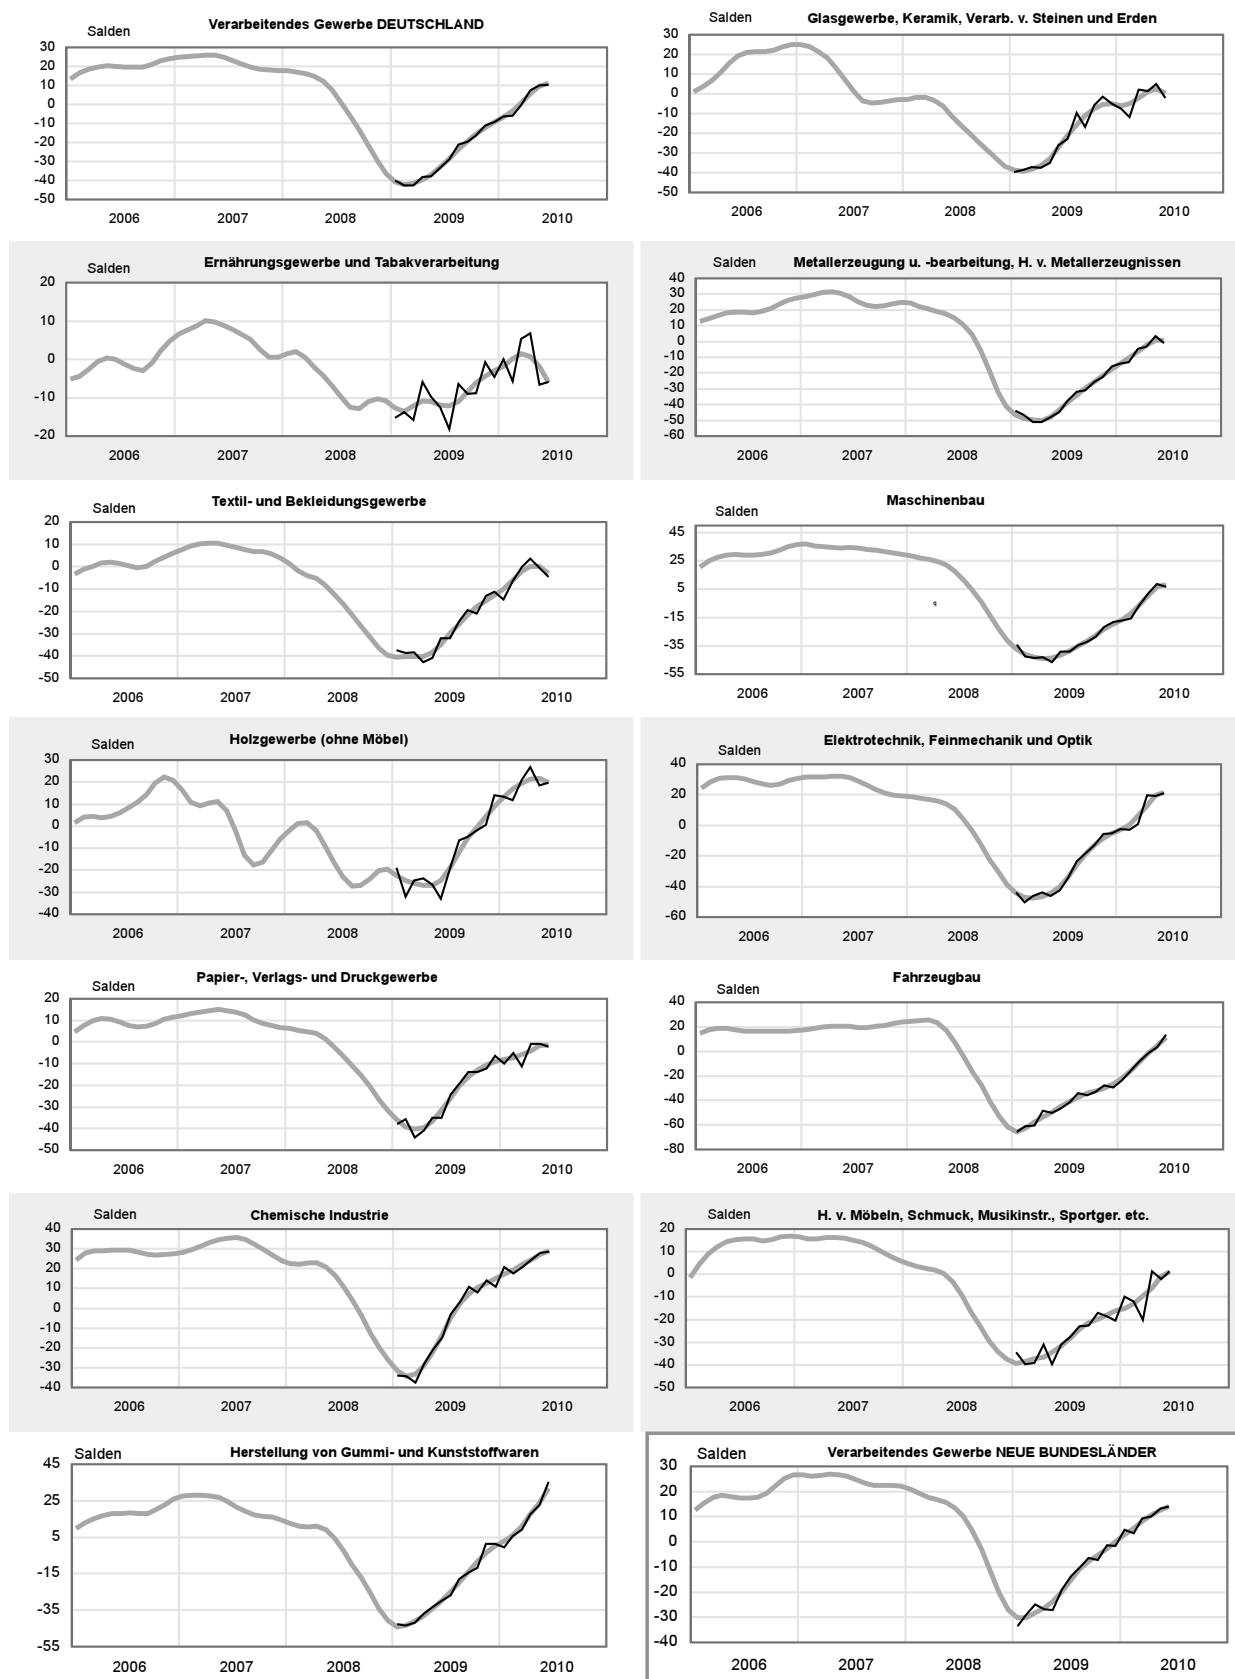 Verarbeitendes Gewerbe DEUTSCHLAND
Salden
30
20
10
0
-10
-20
-30
-40
-50
2006 2007 2008 2009 2010
Glasgewerbe, Keramik, Verarb. v. Steinen und Erden
Salden
30
20
10
0
-10
-20
-30
-40
-50
2006 2007 2008 2009 2010
Ernährungsgewerbe und Tabakverarbeitung
Salden
20
10
0
-10
-20
2006 2007 2008 2009 2010
Metallerzeugung u. -bearbeitung, H. v. Metallerzeugnissen
Salden
40
30
20
10
0
-10
-20
-30
-40
-50
-60
2006 2007 2008 2009 2010
Textil- und Bekleidungsgewerbe
Salden
20
10
0
-10
-20
-30
-40
-50
2006 2007 2008 2009 2010
Maschinenbau
Salden
45
25
5
-15
-35
-55
2006 2007 2008 2009 2010
Holzgewerbe (ohne Möbel)
Salden
30
20
10
0
-10
-20
-30
-40
2006 2007 2008 2009 2010
Elektrotechnik, Feinmechanik und Optik
Salden
40
20
0
-20
-40
-60
2006 2007 2008 2009 2010
Papier-, Verlags- und Druckgewerbe
Salden
20
10
0
-10
-20
-30
-40
-50
2006 2007 2008 2009 2010
Fahrzeugbau
Salden
40
20
0
-20
-40
-60
-80
2006 2007 2008 2009 2010
Chemische Industrie
Salden
40
30
20
10
0
-10
-20
-30
-40
2006 2007 2008 2009 2010
H. v. Möbeln, Schmuck, Musikinstr., Sportger. etc.
Salden
20
10
0
-10
-20
-30
-40
-50
2006 2007 2008 2009 2010
Herstellung von Gummi- und Kunststoffwaren
Salden
45
25
5
-15
-35
-55
2006 2007 2008 2009 2010
Verarbeitendes Gewerbe NEUE BUNDESLÄNDER
Salden
30
20
10
0
-10
-20
-30
-40
2006 2007 2008 2009 2010